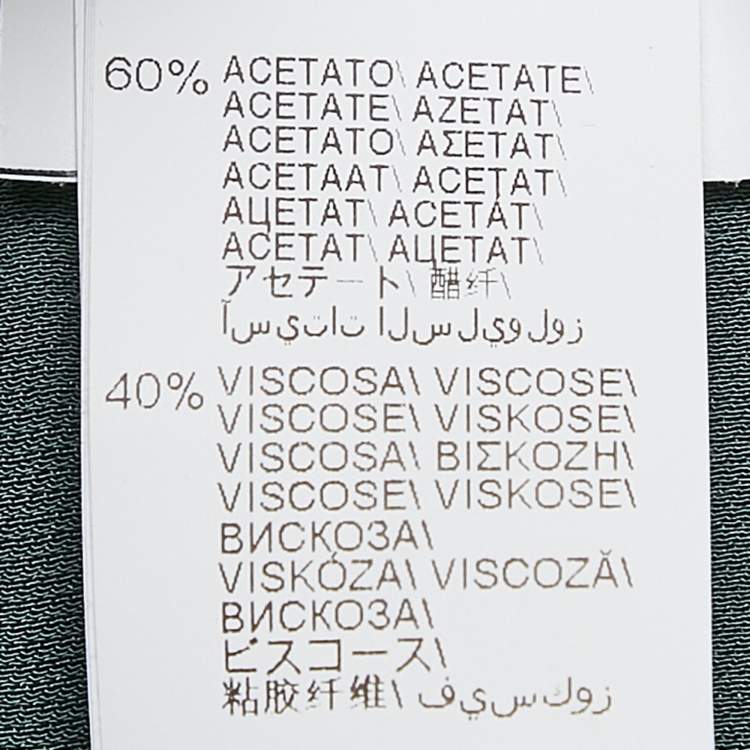 60% ACETATO\ ACETATE\
ACETATE\ AZETAT\
ACETATO\ ΑΣΕΤΑΤ\
ACETAAT\ ACETAT\
АЦЕТАТ\ ACETÁT\
ACETAT\ АЦЕТАТ\
アセテート\ 醋纤\
آسيتات السليولوز
40% VISCOSA\ VISCOSE\
VISCOSE\ VISKOSE\
VISCOSA\ ΒΙΣΚΟΖΗ\
VISCOSE\ VISKOSE\
ВИСКОЗА\
VISKÓZA\ VISCOZĂ\
ВИСКОЗА\
ビスコース\
粘胶纤维\ فيسكوز